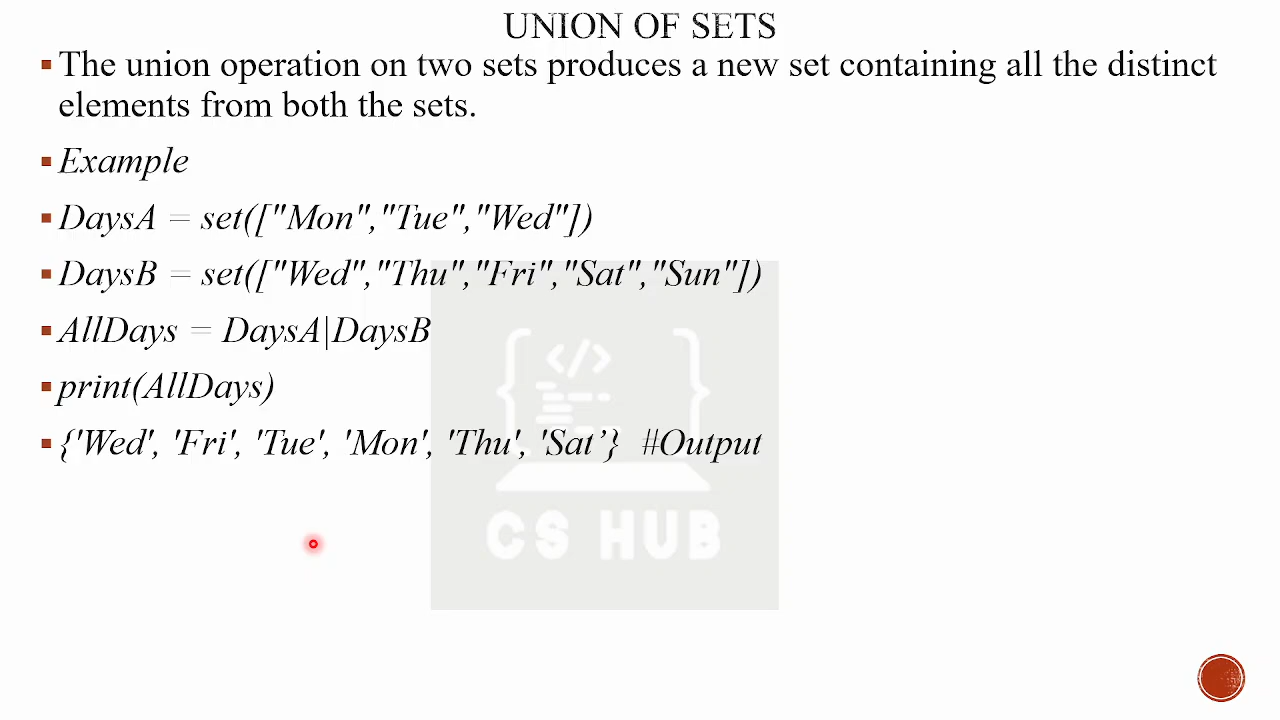 UNION OF SETS
The union operation on two sets produces a new set containing all the distinct
elements from both the sets.
Example
DaysA = set(["Mon","Tue","Wed"])
DaysB = set(["Wed","Thu","Fri","Sat","Sun"])
AllDays = DaysA|DaysB
print(AllDays)
{'Wed', 'Fri', 'Tue', 'Mon', 'Thu', 'Sat’} #Output
CS HUB